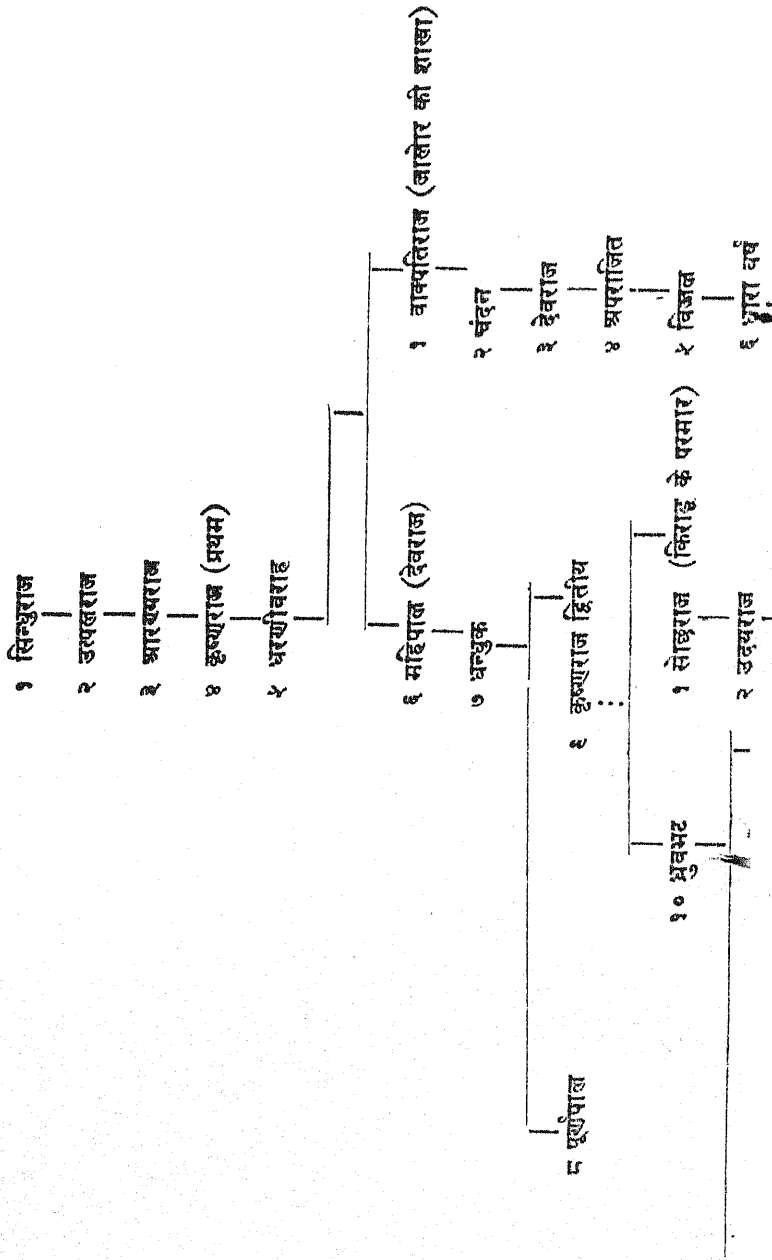 १ सिन्धुराज
२ उत्पलराज
३ आरण्यराज
४ कृष्णराज (प्रथम)
५ धरणीवराह
६ महिपाल (देवराज)
१ वाक्पतिराज (जालोर की शाखा)
७ धन्धुक
२ चंदन
८ पूर्णपाल
९ कृष्णराज द्वितीय
३ देवराज
४ अपराजित
१० ध्रुवभट
१ सोछराज (किराडू के परमार)
५ विजल
२ उदयराज
६ धारा वर्ष